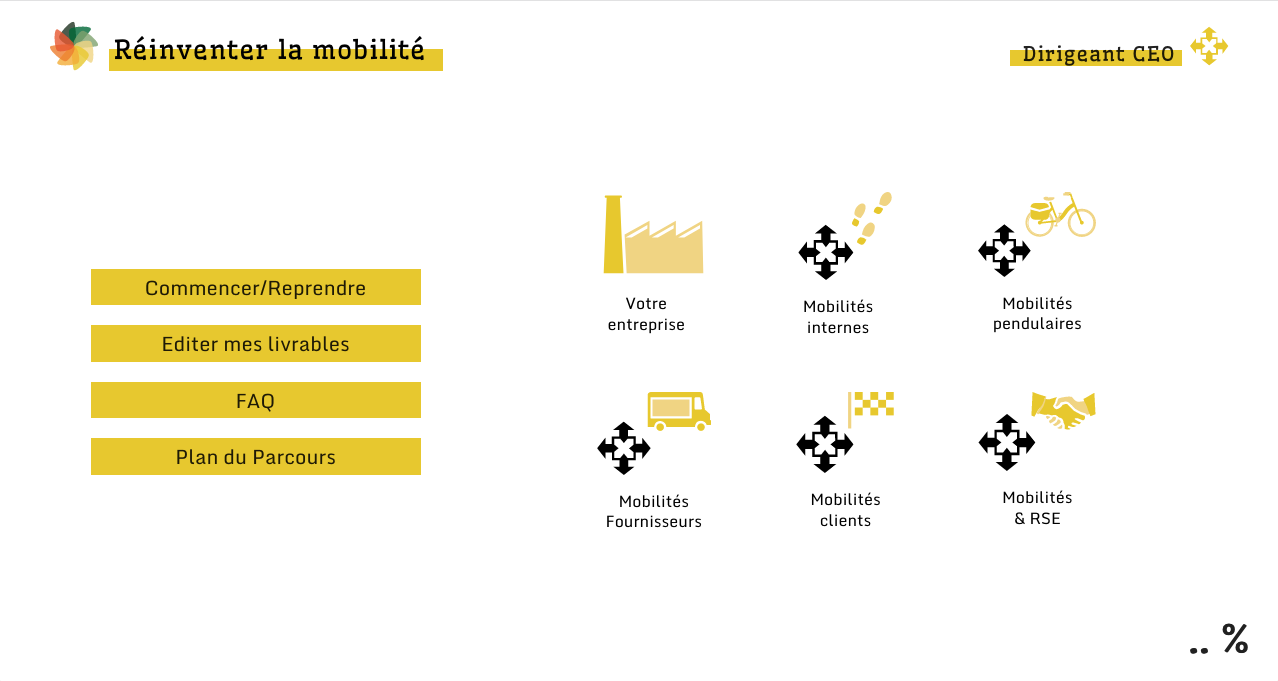 Réinventer la mobilité
Dirigeant CEO
Commencer/Reprendre
Editer mes livrables
FAQ
Plan du Parcours
Votre
entreprise
Mobilités
internes
Mobilités
pendulaires
Mobilités
Fournisseurs
Mobilités
clients
Mobilités
& RSE
.. %